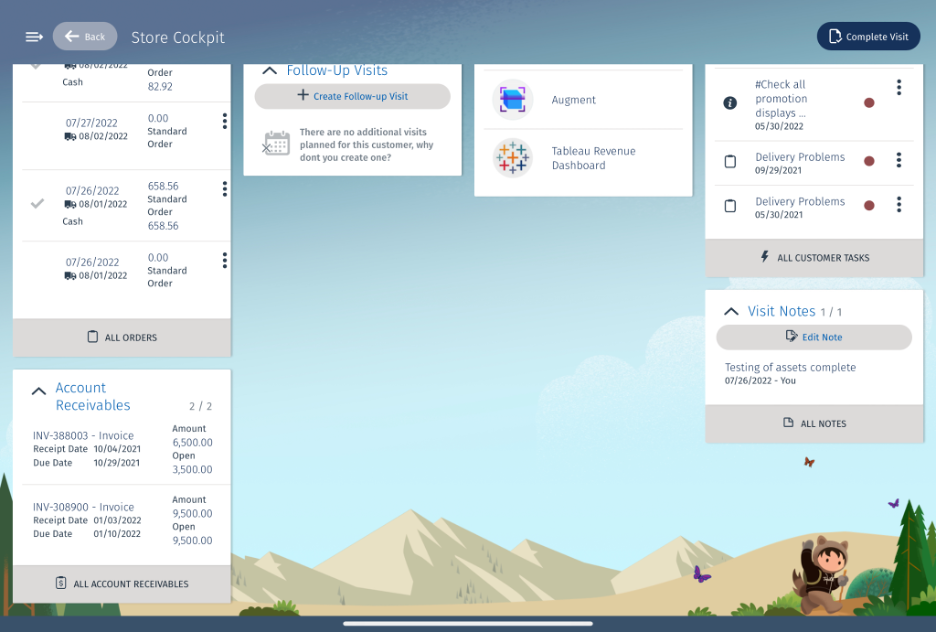 Back
Store Cockpit
Complete Visit
08/02/2022
Cash
Order
82.92
07/27/2022
08/02/2022
0.00
Standard
Order
07/26/2022
08/01/2022
Cash
658.56
Standard
Order
658.56
07/26/2022
08/01/2022
0.00
Standard
Order
ALL ORDERS
Account
Receivables
2 / 2
INV-388003 - Invoice
Receipt Date 10/04/2021
Due Date 10/29/2021
Amount
6,500.00
Open
3,500.00
INV-308900 - Invoice
Receipt Date 01/03/2022
Due Date 01/10/2022
Amount
9,500.00
Open
9,500.00
ALL ACCOUNT RECEIVABLES
Follow-Up Visits
Create Follow-up Visit
There are no additional visits
planned for this customer, why
dont you create one?
Augment
Tableau Revenue
Dashboard
#Check all
promotion
displays ...
05/30/2022
Delivery Problems
09/29/2021
Delivery Problems
05/30/2021
ALL CUSTOMER TASKS
Visit Notes 1 / 1
Edit Note
Testing of assets complete
07/26/2022 - You
ALL NOTES